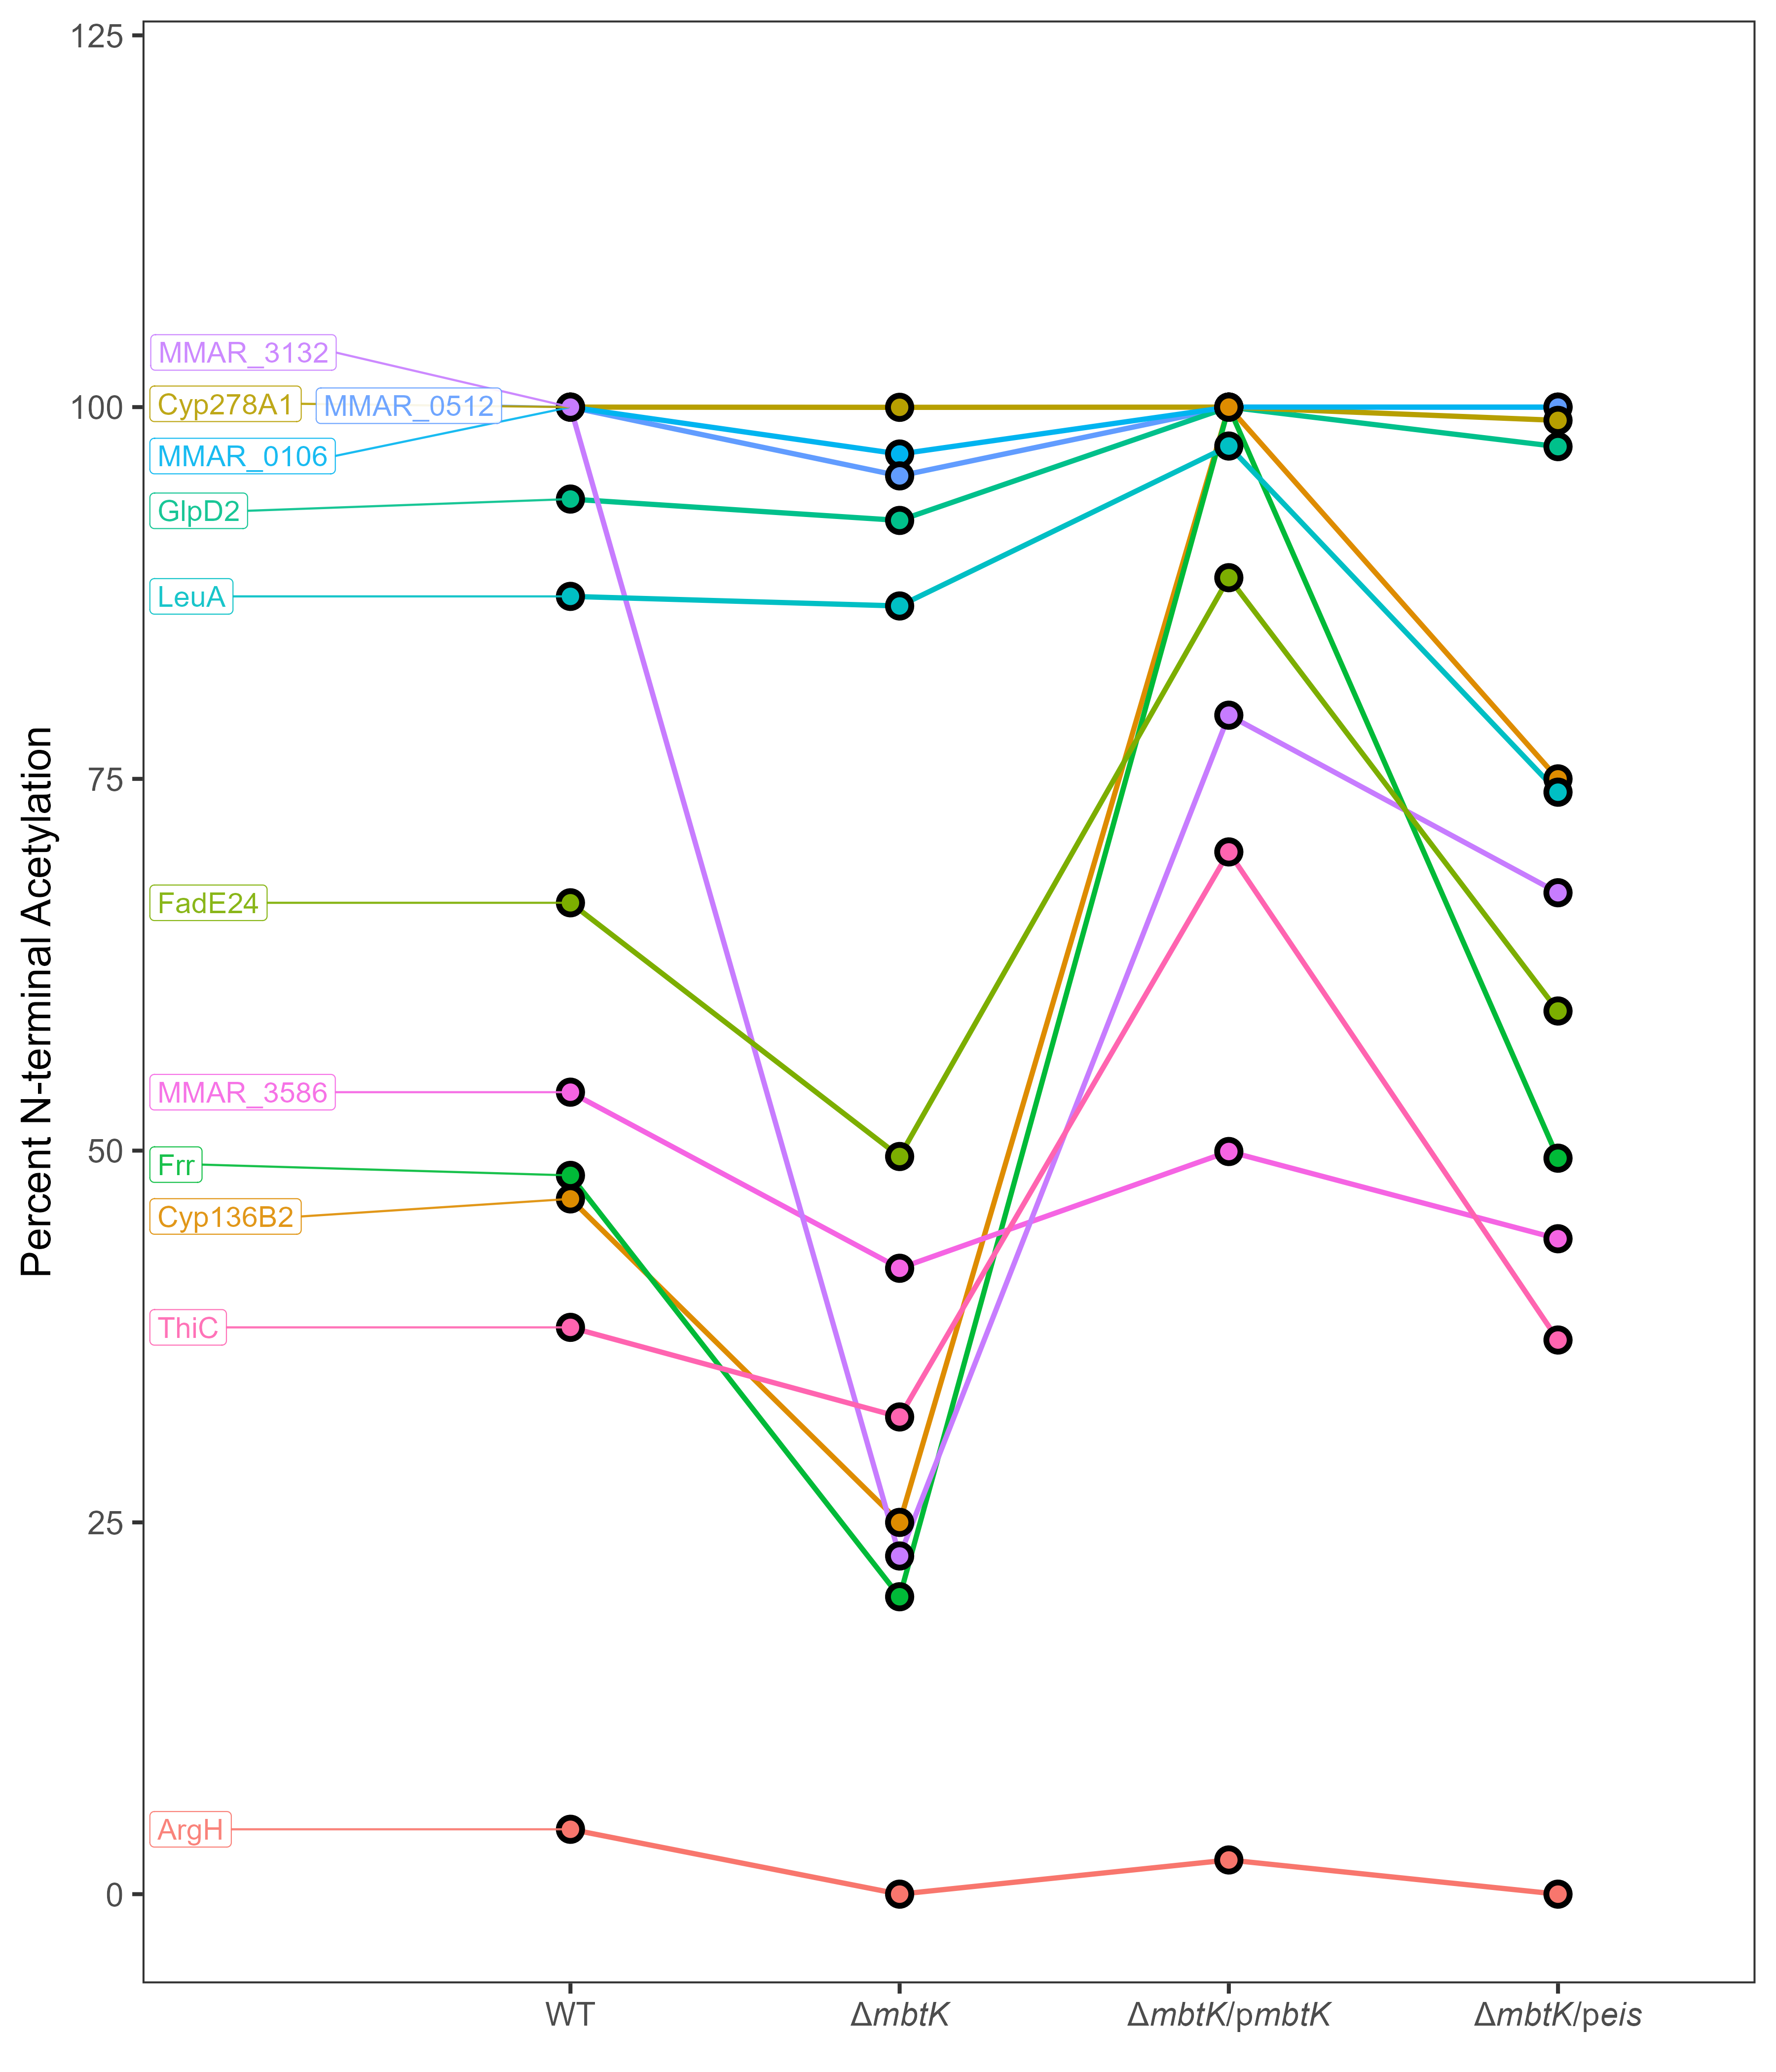 125
MMAR_3132
100
Cyp278A1
MMAR_0512
MMAR_0106
GlpD2
LeuA
75
FadE24
MMAR_3586
50
Frr
Cyp136B2
ThiC
25
ArgH
0
Percent N-terminal Acetylation
WT
ΔmbtK
ΔmbtK/pmbtK
ΔmbtK/peis